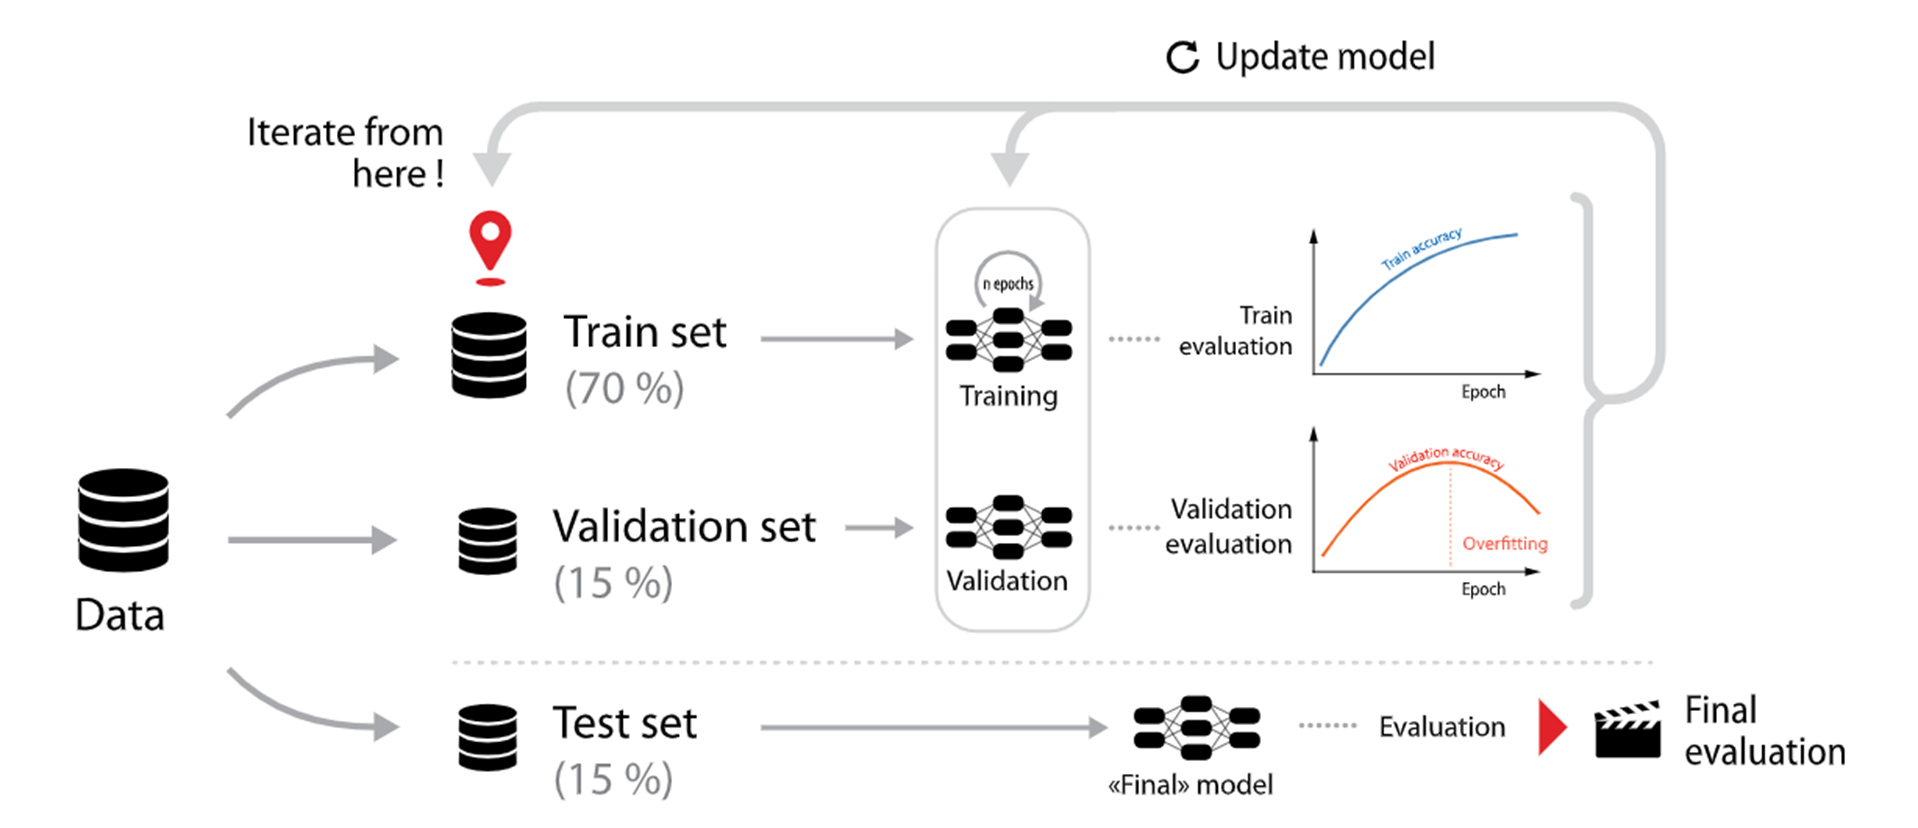 Update model
Iterate from
here !
Train set
(70 %)
n epochs
Training
Train
evaluation
Train accuracy
Epoch
Data
Validation set
(15 %)
Validation
Validation
evaluation
Validation accuracy
Overfitting
Epoch
Test set
(15 %)
«Final» model
Evaluation
Final
evaluation